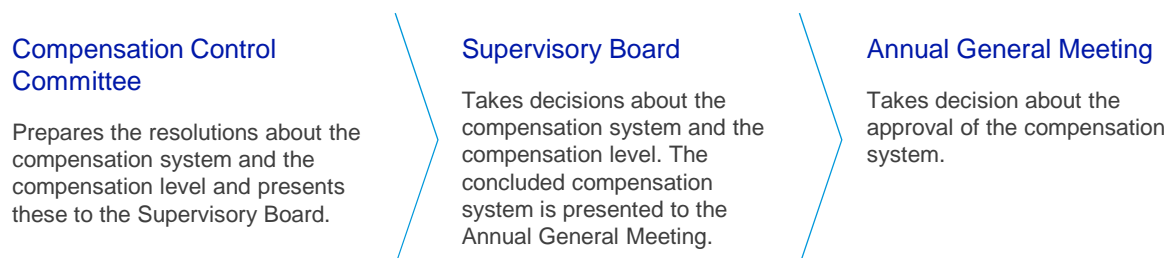 Compensation Control
Committee
Prepares the resolutions about the
compensation system and the
compensation level and presents
these to the Supervisory Board.
Supervisory Board
Takes decisions about the
compensation system and the
compensation level. The
concluded compensation
system is presented to the
Annual General Meeting.
Annual General Meeting
Takes decision about the
approval of the compensation
system.